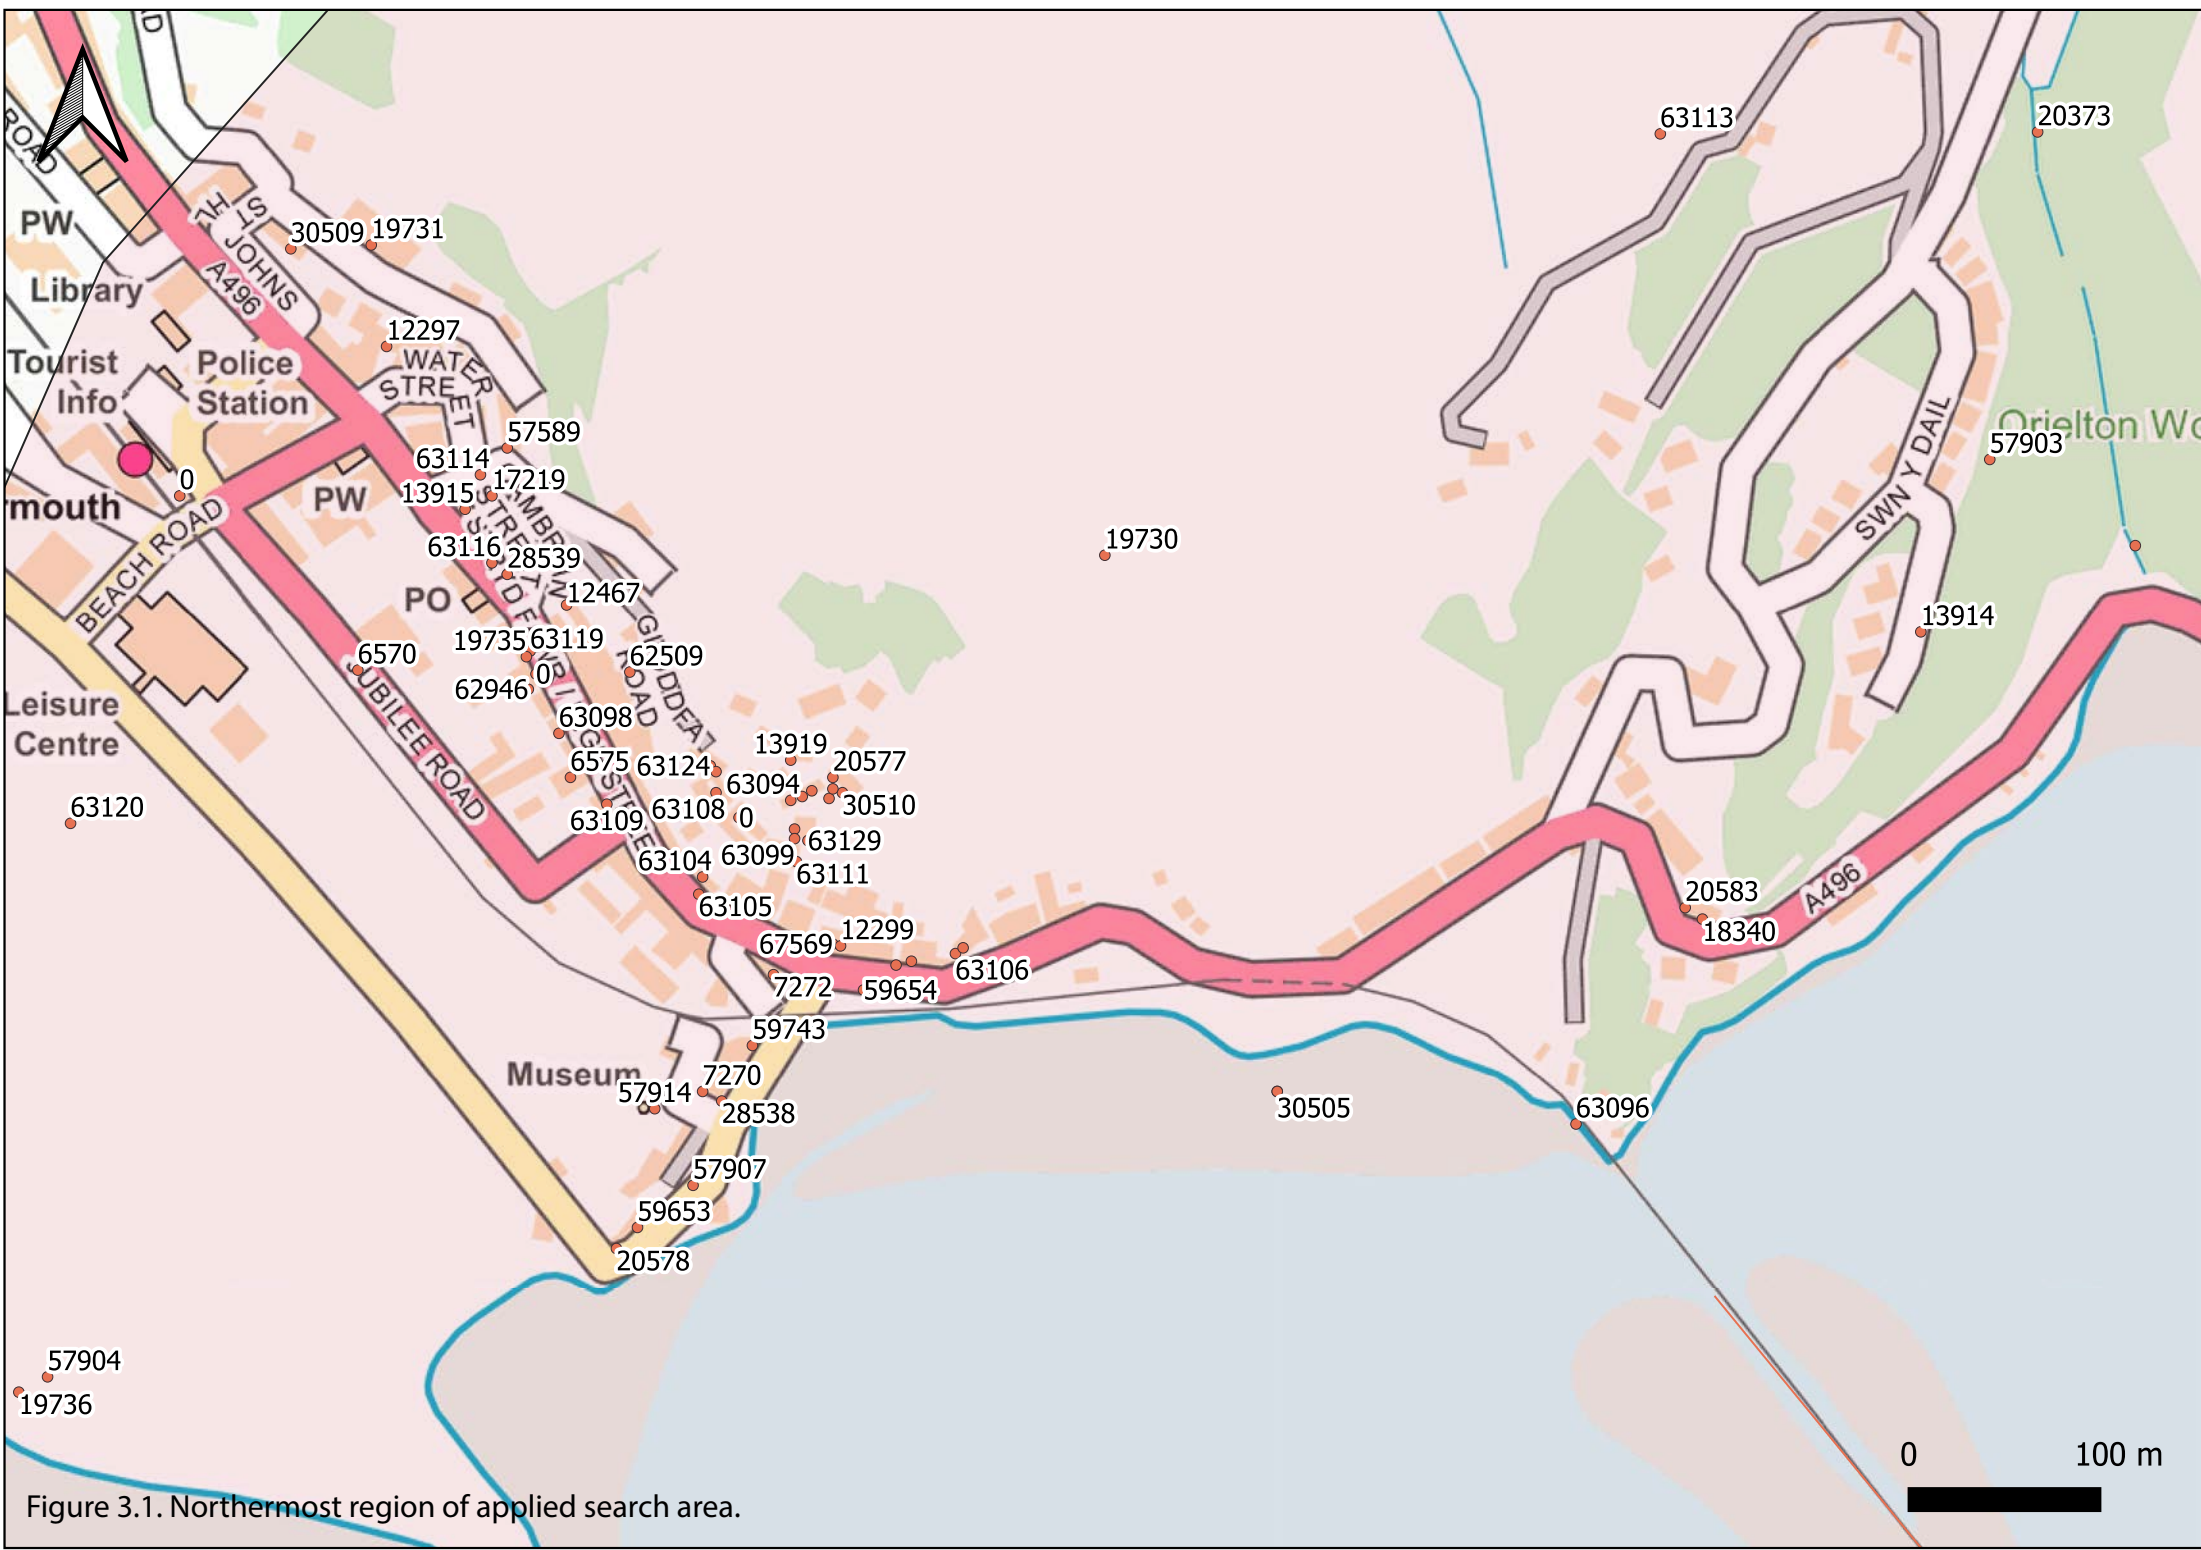 D
ROAD
63113
20373
PW
ST
JOHNS
30509
19731
A496
Library
12297
WATER
STREET
Tourist
Info
Police
Station
57589
63114
17219
13915
0
PW
rmouth
BEACH ROAD
STREET
63116
28539
PO
12467
19730
Orielton Wo
57903
SWN Y DAIL
13914
19735
63119
0
62509
62946
ROAD
6570
JUBILEE ROAD
Leisure
Centre
63098
13919
20577
6575
63124
63094
30510
63108
0
63120
63109
63129
63099
63104
63111
63105
20583
A496
18340
67569
12299
63106
7272
59654
59743
Museum
7270
57914
28538
30505
63096
57907
59653
20578
57904
19736
0
100 m
Figure 3.1. Northermost region of applied search area.